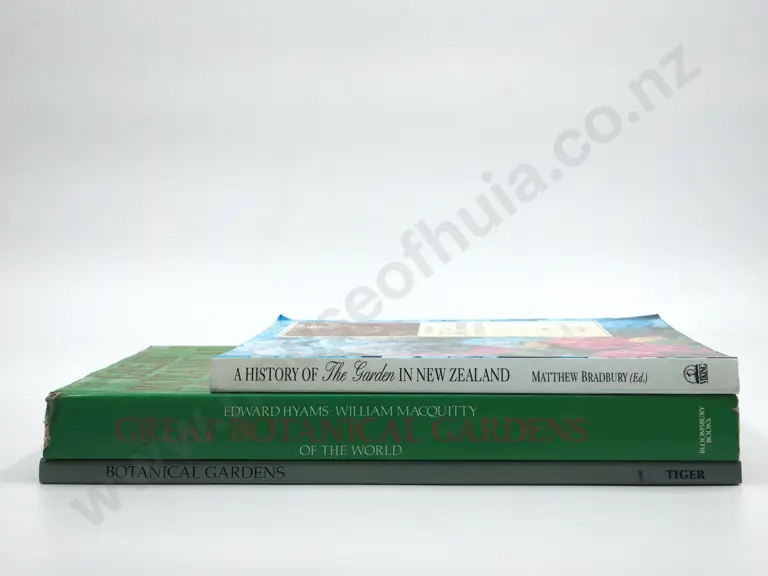 A HISTORY OF The Garden IN NEW ZEALAND MATTHEW BRADBURY (Ed.) VIKING
EDWARD HYAMS · WILLIAM MACQUITTY
GREAT BOTANICAL GARDENS
OF THE WORLD
BLOOMSBURY
BOOKS
BOTANICAL GARDENS TIGER
www.houseofhuia.co.nz